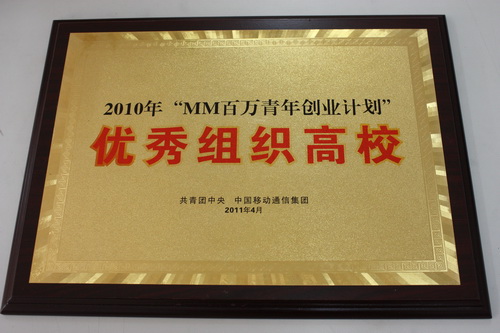 2010年“MM百万青年创业计划”
优秀组织高校
共青团中央 中国移动通信集团
2011年4月